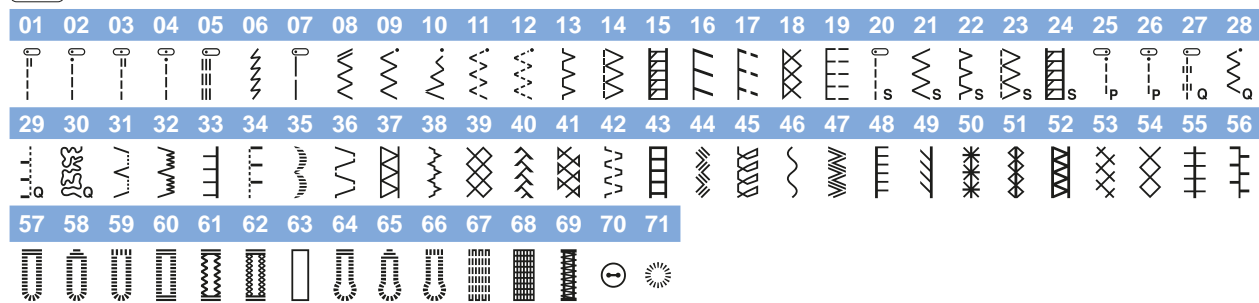 01 02 03 04 05 06 07 08 09 10 11 12 13 14 15 16 17 18 19 20 21 22 23 24 25 26 27 28
S S S S S P P Q Q
29 30 31 32 33 34 35 36 37 38 39 40 41 42 43 44 45 46 47 48 49 50 51 52 53 54 55 56
Q Q
57 58 59 60 61 62 63 64 65 66 67 68 69 70 71